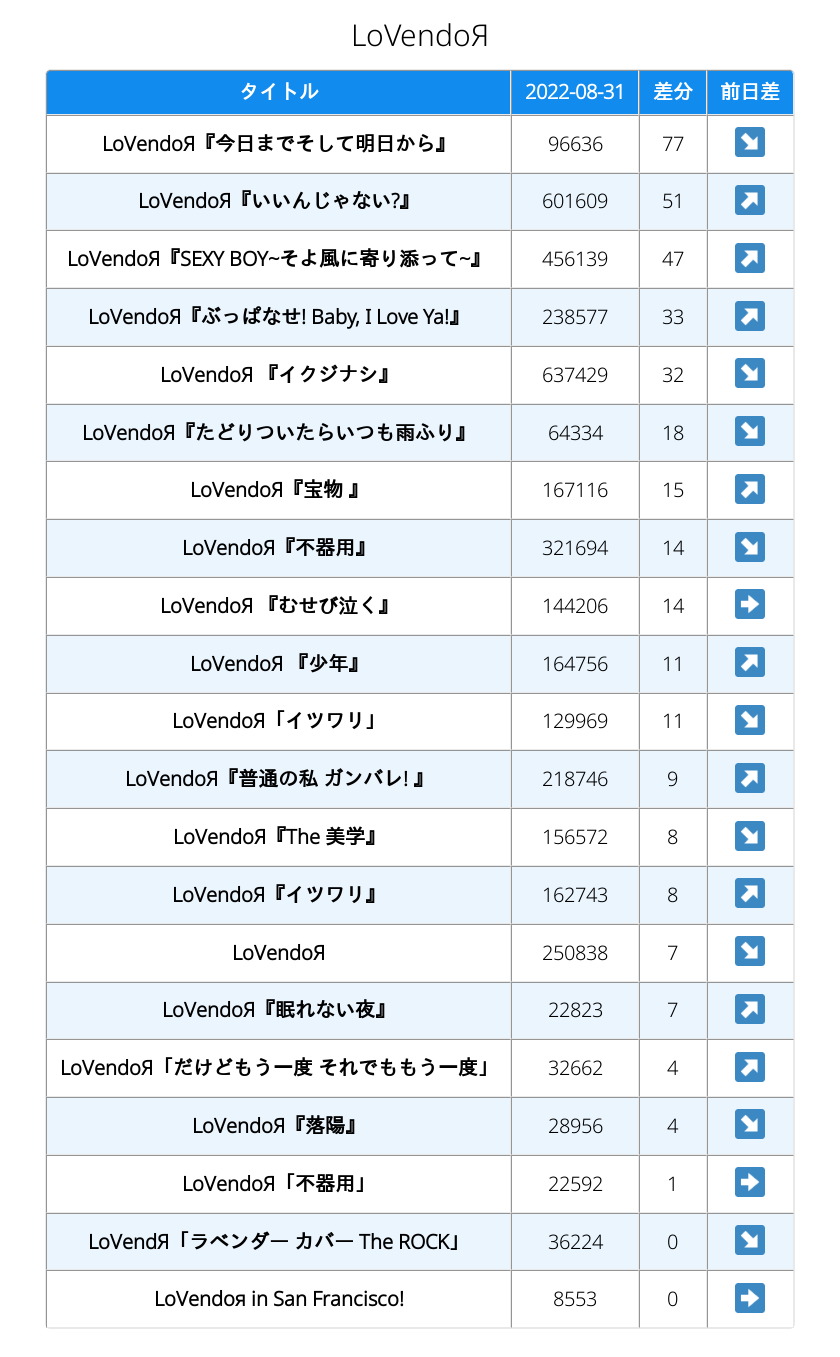 LoVendoЯ
タイトル 2022-08-31 差分 前日差
LoVendoЯ『今日までそして明日から』 96636 77 ↘
LoVendoЯ『いいんじゃない?』 601609 51 ↗
LoVendoЯ『SEXY BOY~そよ風に寄り添って~』 456139 47 ↗
LoVendoЯ『ぶっぱなせ! Baby, I Love Ya!』 238577 33 ↗
LoVendoЯ 『イクジナシ』 637429 32 ↘
LoVendoЯ『たどりついたらいつも雨ふり』 64334 18 ↘
LoVendoЯ『宝物 』 167116 15 ↗
LoVendoЯ『不器用』 321694 14 ↘
LoVendoЯ 『むせび泣く』 144206 14 ➡
LoVendoЯ 『少年』 164756 11 ↗
LoVendoЯ「イツワリ」 129969 11 ↘
LoVendoЯ『普通の私 ガンバレ! 』 218746 9 ↗
LoVendoЯ『The 美学』 156572 8 ↘
LoVendoЯ『イツワリ』 162743 8 ↗
LoVendoЯ 250838 7 ↘
LoVendoЯ『眠れない夜』 22823 7 ↗
LoVendoЯ「だけどもう一度 それでももう一度」 32662 4 ↗
LoVendoЯ『落陽』 28956 4 ↘
LoVendoЯ「不器用」 22592 1 ➡
LoVendЯ「ラベンダー カバー The ROCK」 36224 0 ↘
LoVendoя in San Francisco! 8553 0 ➡